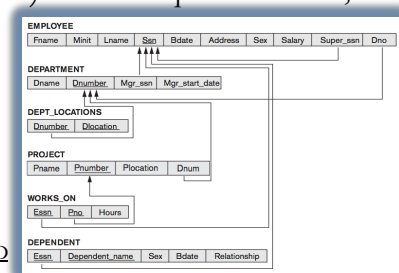 EMPLOYEE
Fname Minit Lname Ssn Bdate Address Sex Salary Super_ssn Dno
DEPARTMENT
Dname Dnumber Mgr_ssn Mgr_start_date
DEPT_LOCATIONS
Dnumber Dlocation
PROJECT
Pname Pnumber Plocation Dnum
WORKS_ON
Essn Pno Hours
DEPENDENT
Essn Dependent_name Sex Bdate Relationship